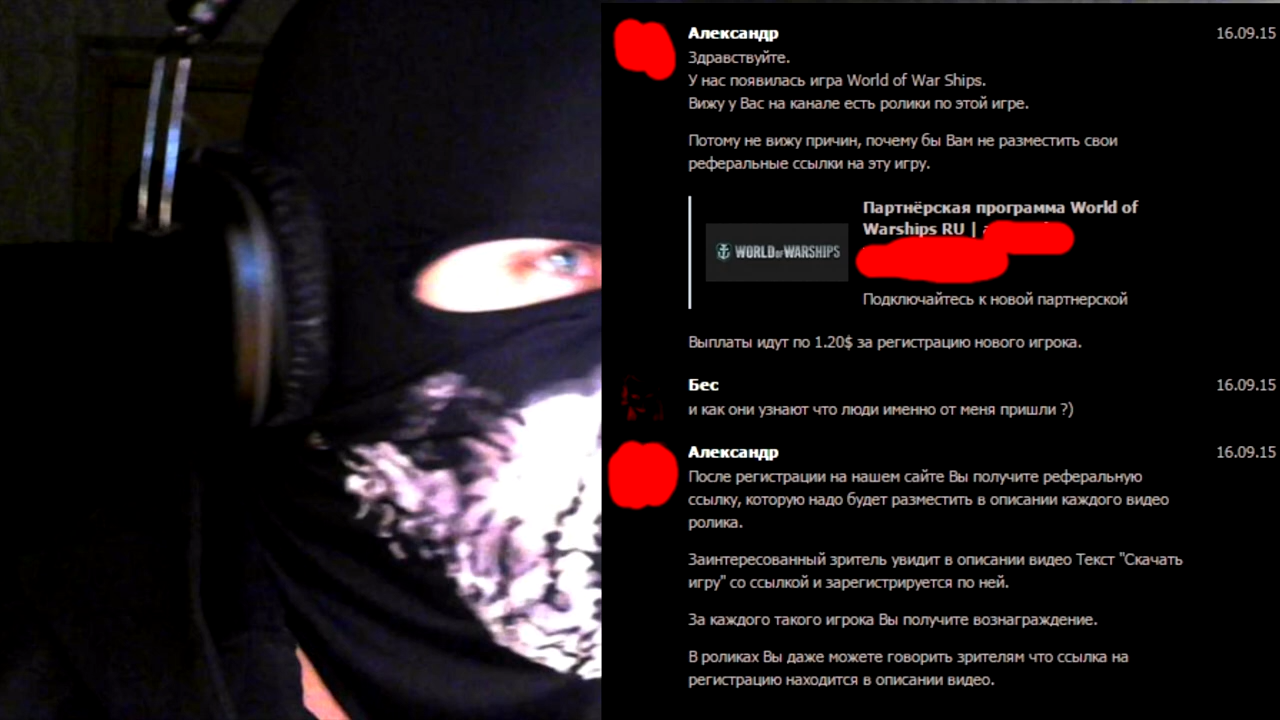 Александр 16.09.15
Здравствуйте.
У нас появилась игра World of War Ships.
Вижу у Вас на канале есть ролики по этой игре.
Потому не вижу причин, почему бы Вам не разместить свои
реферальные ссылки на эту игру.
Партнёрская программа World of
Warships RU |
WORLD OF WARSHIPS
Подключайтесь к новой партнерской
Выплаты идут по 1.20$ за регистрацию нового игрока.
Бес 16.09.15
и как они узнают что люди именно от меня пришли ?)
Александр 16.09.15
После регистрации на нашем сайте Вы получите реферальную
ссылку, которую надо будет разместить в описании каждого видео
ролика.
Заинтересованный зритель увидит в описании видео Текст "Скачать
игру" со ссылкой и зарегистрируется по ней.
За каждого такого игрока Вы получите вознаграждение.
В роликах Вы даже можете говорить зрителям что ссылка на
регистрацию находится в описании видео.